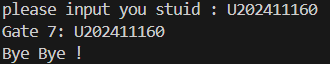 please input you stuid : U202411160
Gate 7: U202411160
Bye Bye !